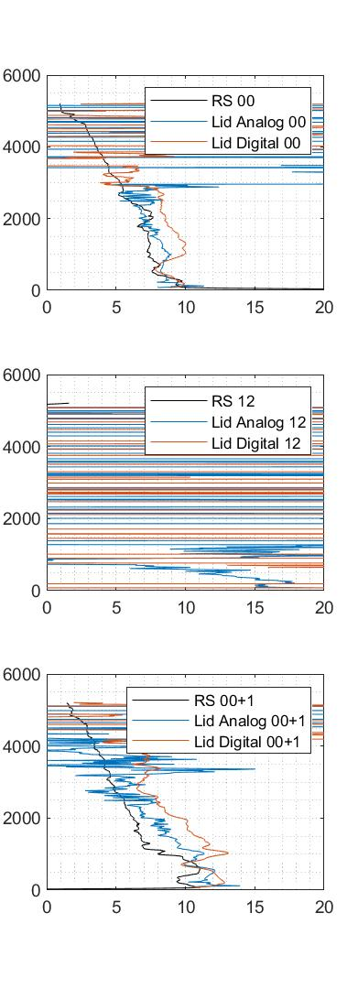 6000
RS 00
Lid Analog 00
Lid Digital 00
4000
2000
0
0 5 10 15 20
6000
RS 12
Lid Analog 12
Lid Digital 12
4000
2000
0
0 5 10 15 20
6000
RS 00+1
Lid Analog 00+1
Lid Digital 00+1
4000
2000
0
0 5 10 15 20